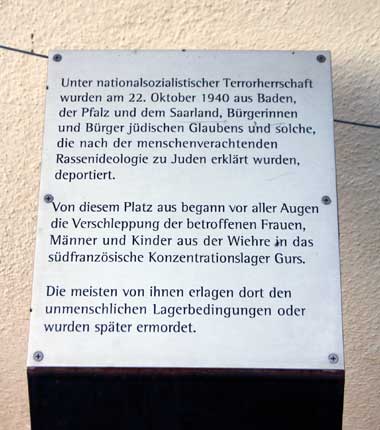 Unter nationalsozialistischer Terrorherrschaft
wurden am 22. Oktober 1940 aus Baden,
der Pfalz und dem Saarland, Bürgerinnen
und Bürger jüdischen Glaubens und solche,
die nach der menschenverachtenden
Rassenideologie zu Juden erklärt wurden,
deportiert.
Von diesem Platz aus begann vor aller Augen
die Verschleppung der betroffenen Frauen,
Männer und Kinder aus der Wiehre in das
südfranzösische Konzentrationslager Gurs.
Die meisten von ihnen erlagen dort den
unmenschlichen Lagerbedingungen oder
wurden später ermordet.